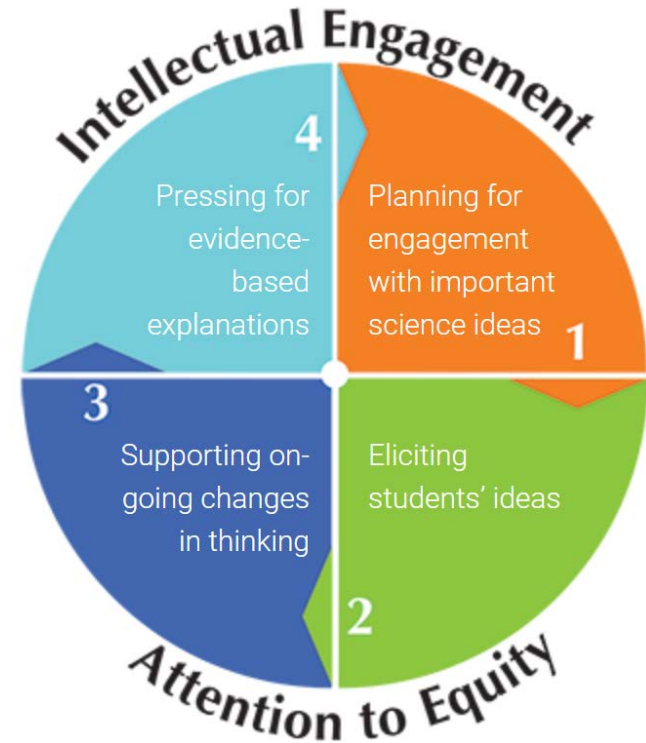 Intellectual Engagement
4
Pressing for
evidence-
based
explanations
Planning for
engagement
with important
science ideas
1
3
Supporting on-
going changes
in thinking
Eliciting
students’ ideas
2
Attention to Equity